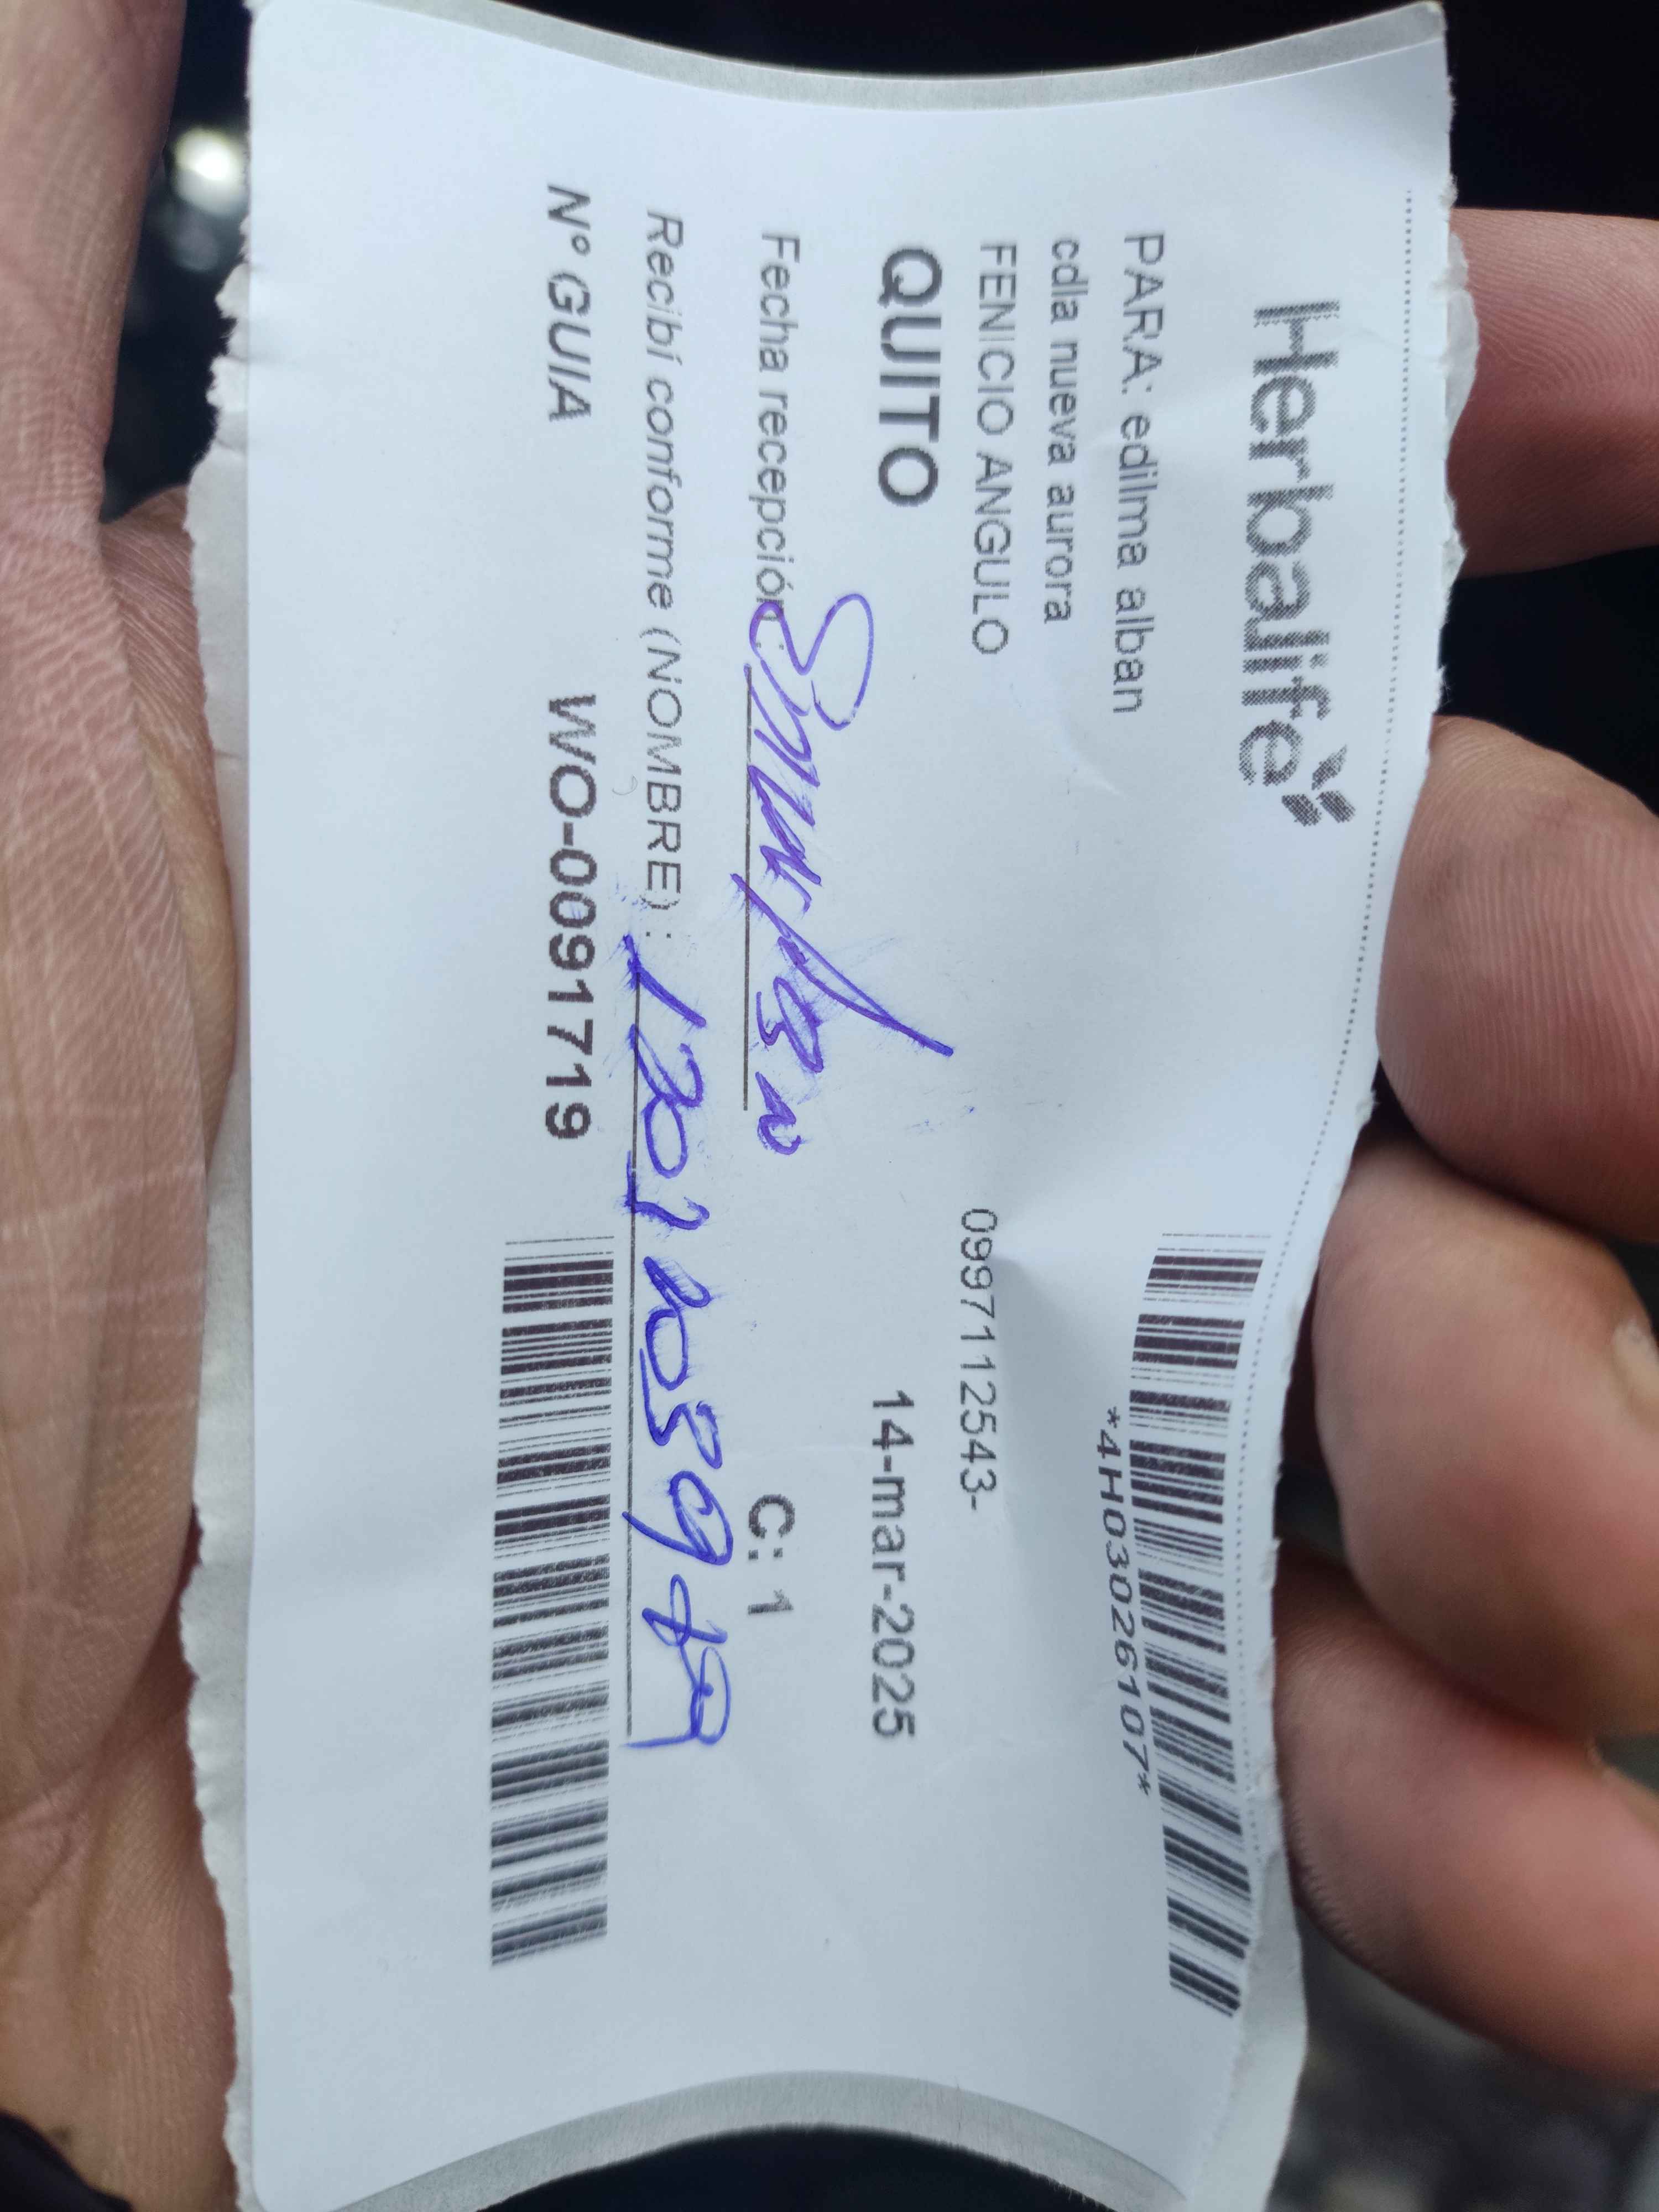 Herbalife
*4H03026107*
PARA: edilma alban
cdla nueva aurora
FENICIO ANGULO 0997112543-
QUITO 14-mar-2025
Fecha recepción: C: 1
Recibí conforme (NOMBRE) :
Nº GUIA WO-0091719